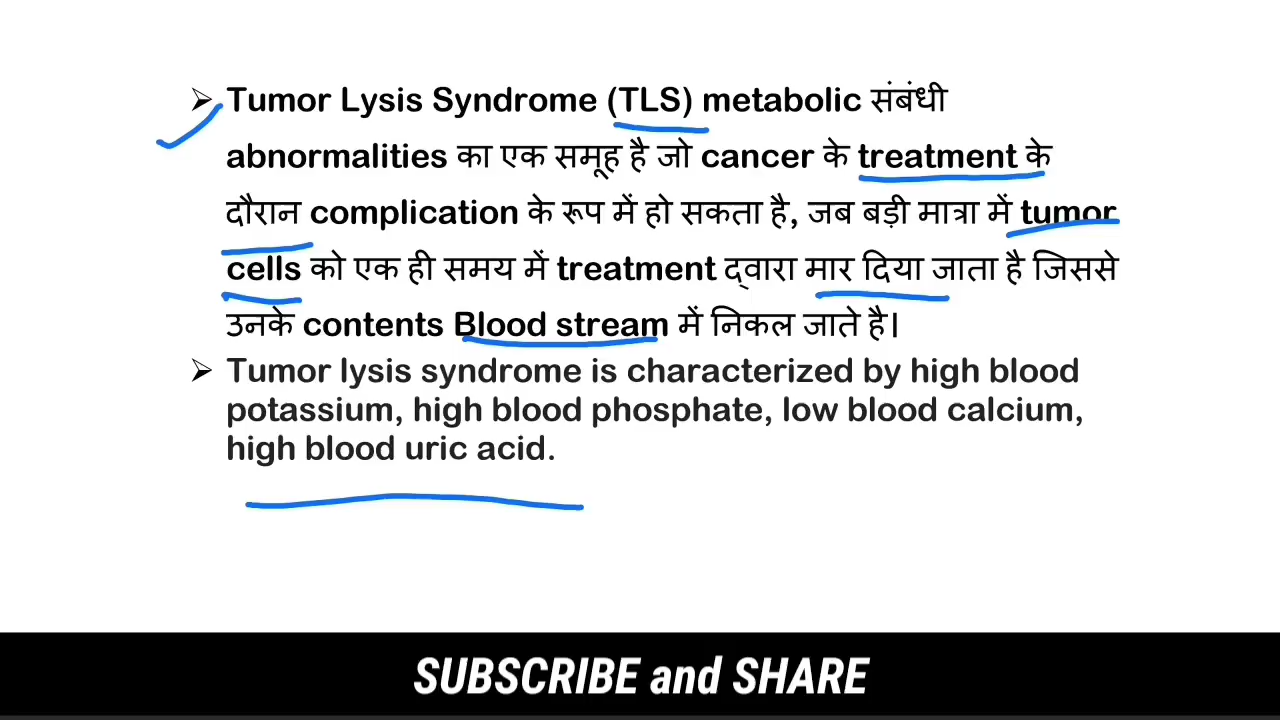 ➢ Tumor Lysis Syndrome (TLS) metabolic संबंधी
abnormalities का एक समूह है जो cancer के treatment के
दौरान complication के रूप में हो सकता है, जब बड़ी मात्रा में tumor
cells को एक ही समय में treatment द्वारा मार दिया जाता है जिससे
उनके contents Blood stream में निकल जाते है।
➢ Tumor lysis syndrome is characterized by high blood
potassium, high blood phosphate, low blood calcium,
high blood uric acid.
SUBSCRIBE and SHARE